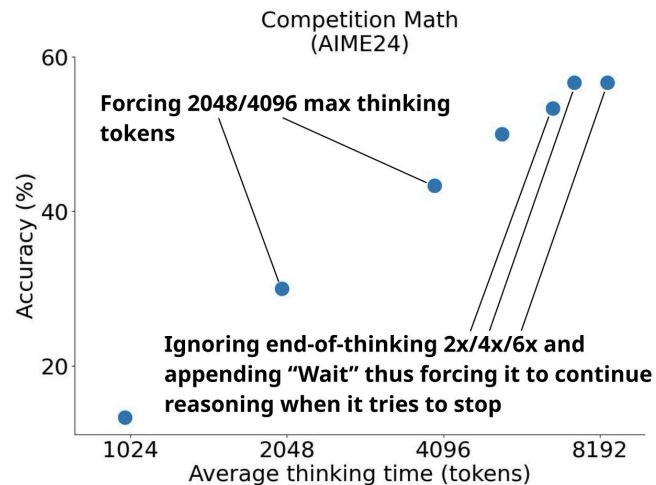 Competition Math
(AIME24)
60
Forcing 2048/4096 max thinking
tokens
40
Accuracy (%)
Ignoring end-of-thinking 2x/4x/6x and
appending “Wait” thus forcing it to continue
reasoning when it tries to stop
20
1024 2048 4096 8192
Average thinking time (tokens)